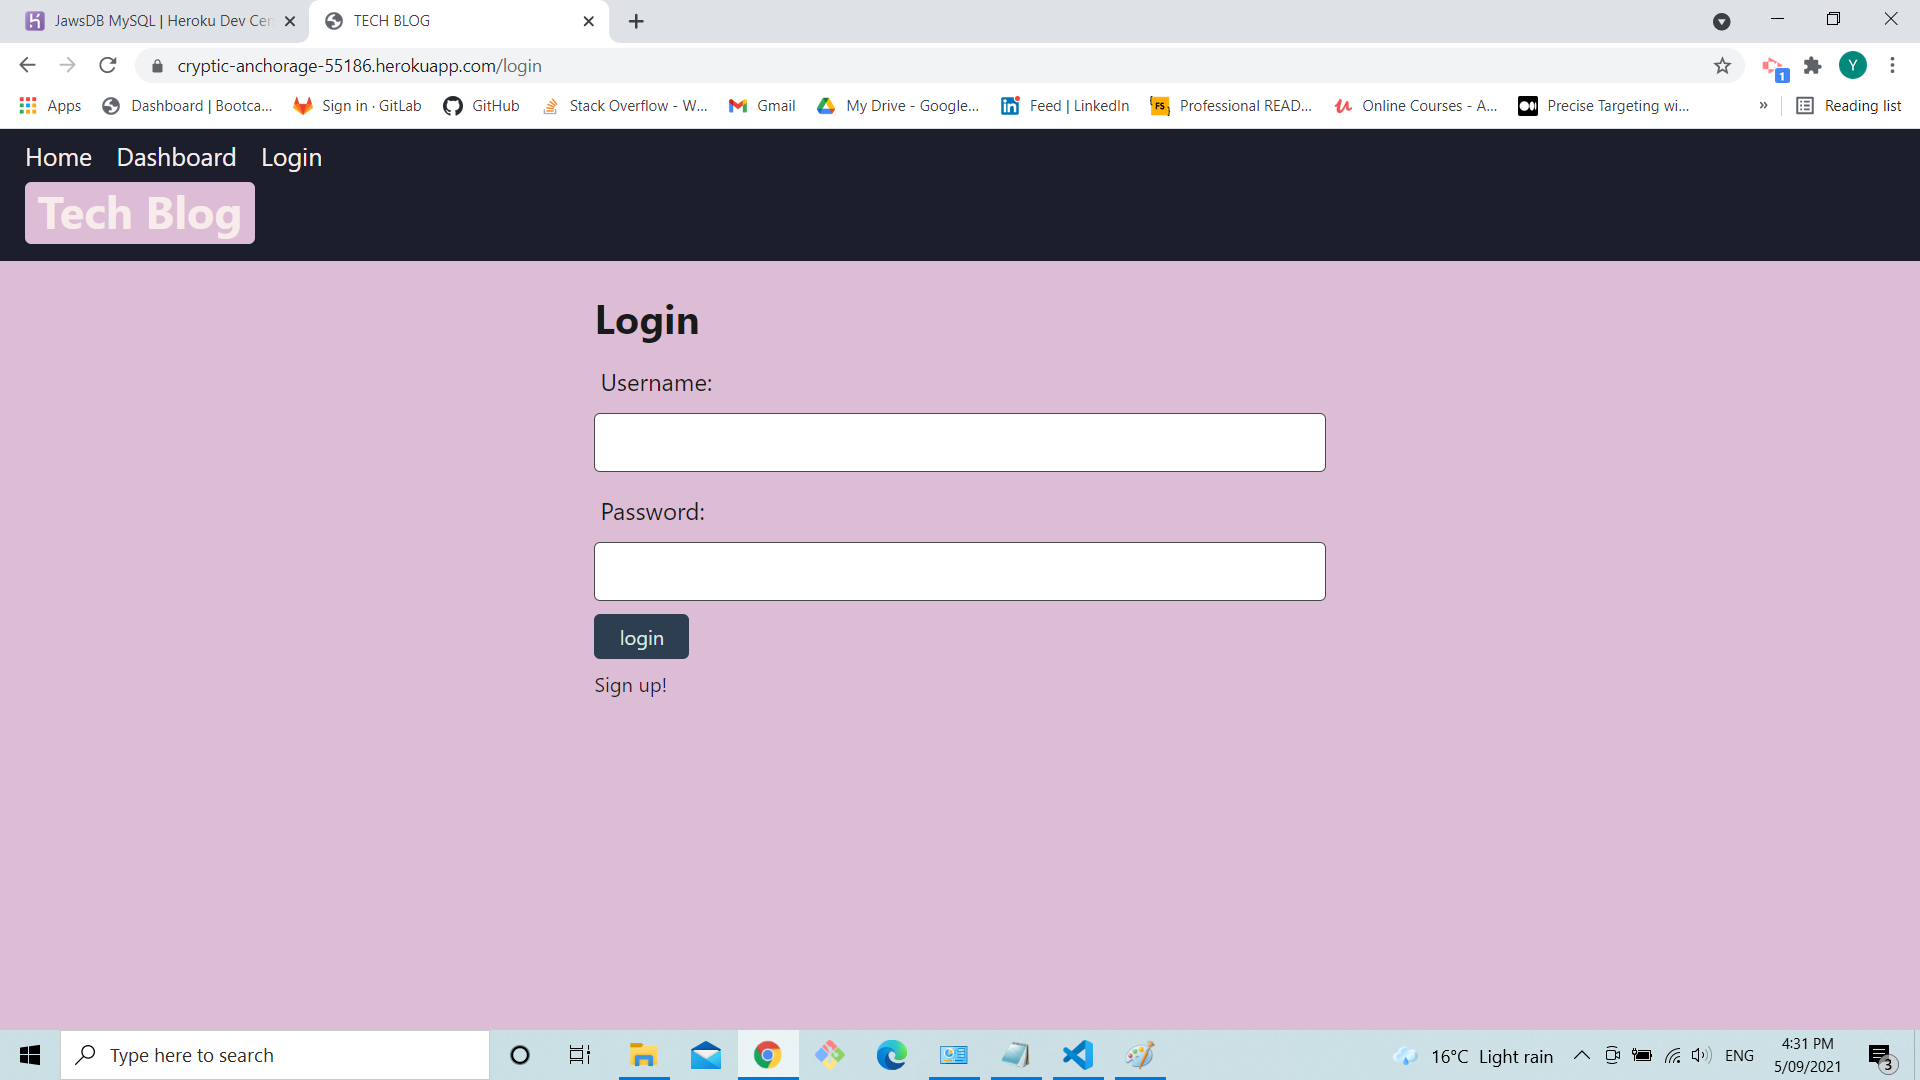 JawsDB MySQL | Heroku Dev Cen
TECH BLOG
cryptic-anchorage-55186.herokuapp.com/login
1
Y
Apps
Dashboard | Bootca...
Sign in · GitLab
GitHub
Stack Overflow - W...
Gmail
My Drive - Google...
Feed | LinkedIn
FS
Professional READ...
Online Courses - A...
Precise Targeting wi...
»
Reading list
Home Dashboard Login
Tech Blog
Login
Username:
Password:
login
Sign up!
Type here to search
16°C Light rain
ENG
4:31 PM
5/09/2021
3